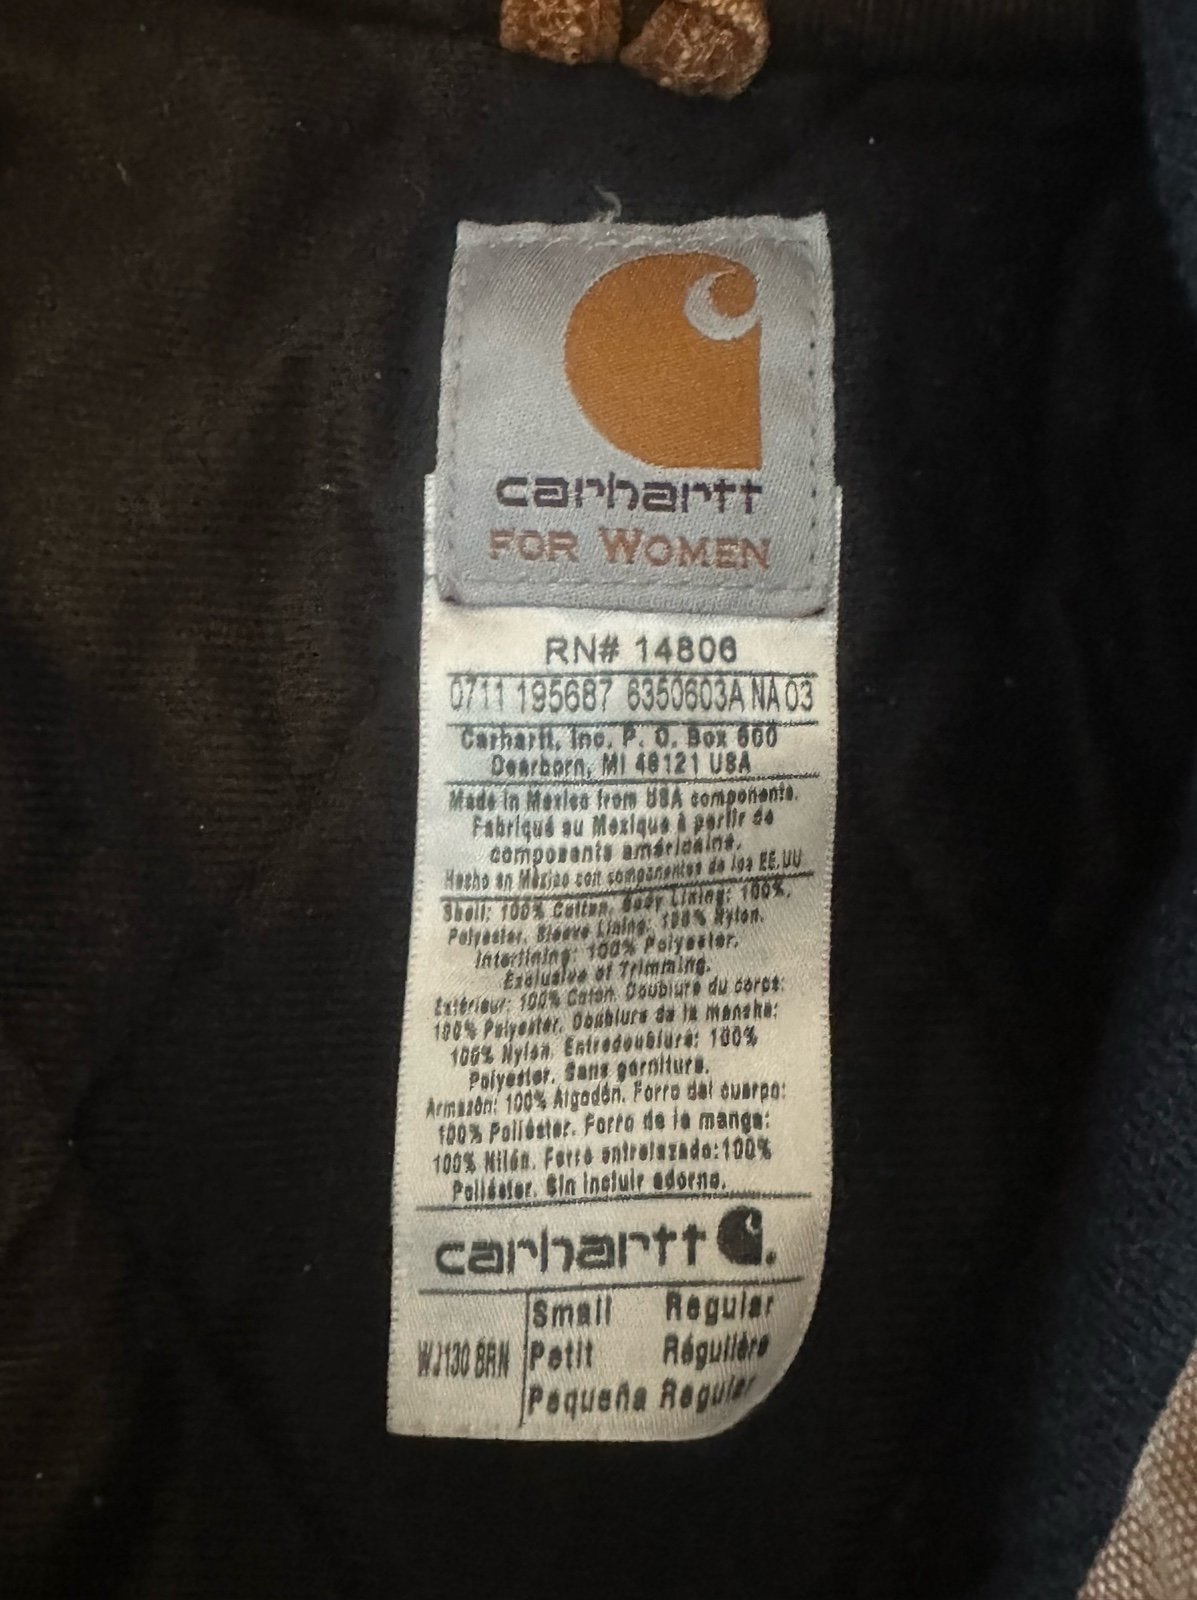 carhartt
FOR WOMEN
RN# 14806
0711 195687 6350603A NA 03
Carhartt, Inc. P. O. Box 600
Dearborn, MI 48121 USA
Made in Mexico from USA components.
Fabriqué au Mexique à partir de
composants américains.
Hecho en México con componentes de los EE.UU
Shell: 100% Cotton. Body Lining: 100%
Polyester. Sleeve Lining: 100% Nylon.
Interlining: 100% Polyester.
Exclusive of Trimming.
Extérieur: 100% Coton. Doublure du corps:
100% Polyester. Doublure de la manche:
100% Nylon. Entredoublure: 100%
Polyester. Sans garniture.
Armazón: 100% Algodón. Forro del cuerpo:
100% Poliéster. Forro de la manga:
100% Nilón. Forro entrelazado:100%
Poliéster. Sin incluir adorno.
carhartt
WJ130 BRN
Small Regular
Petit Régulière
Pequeña Regular